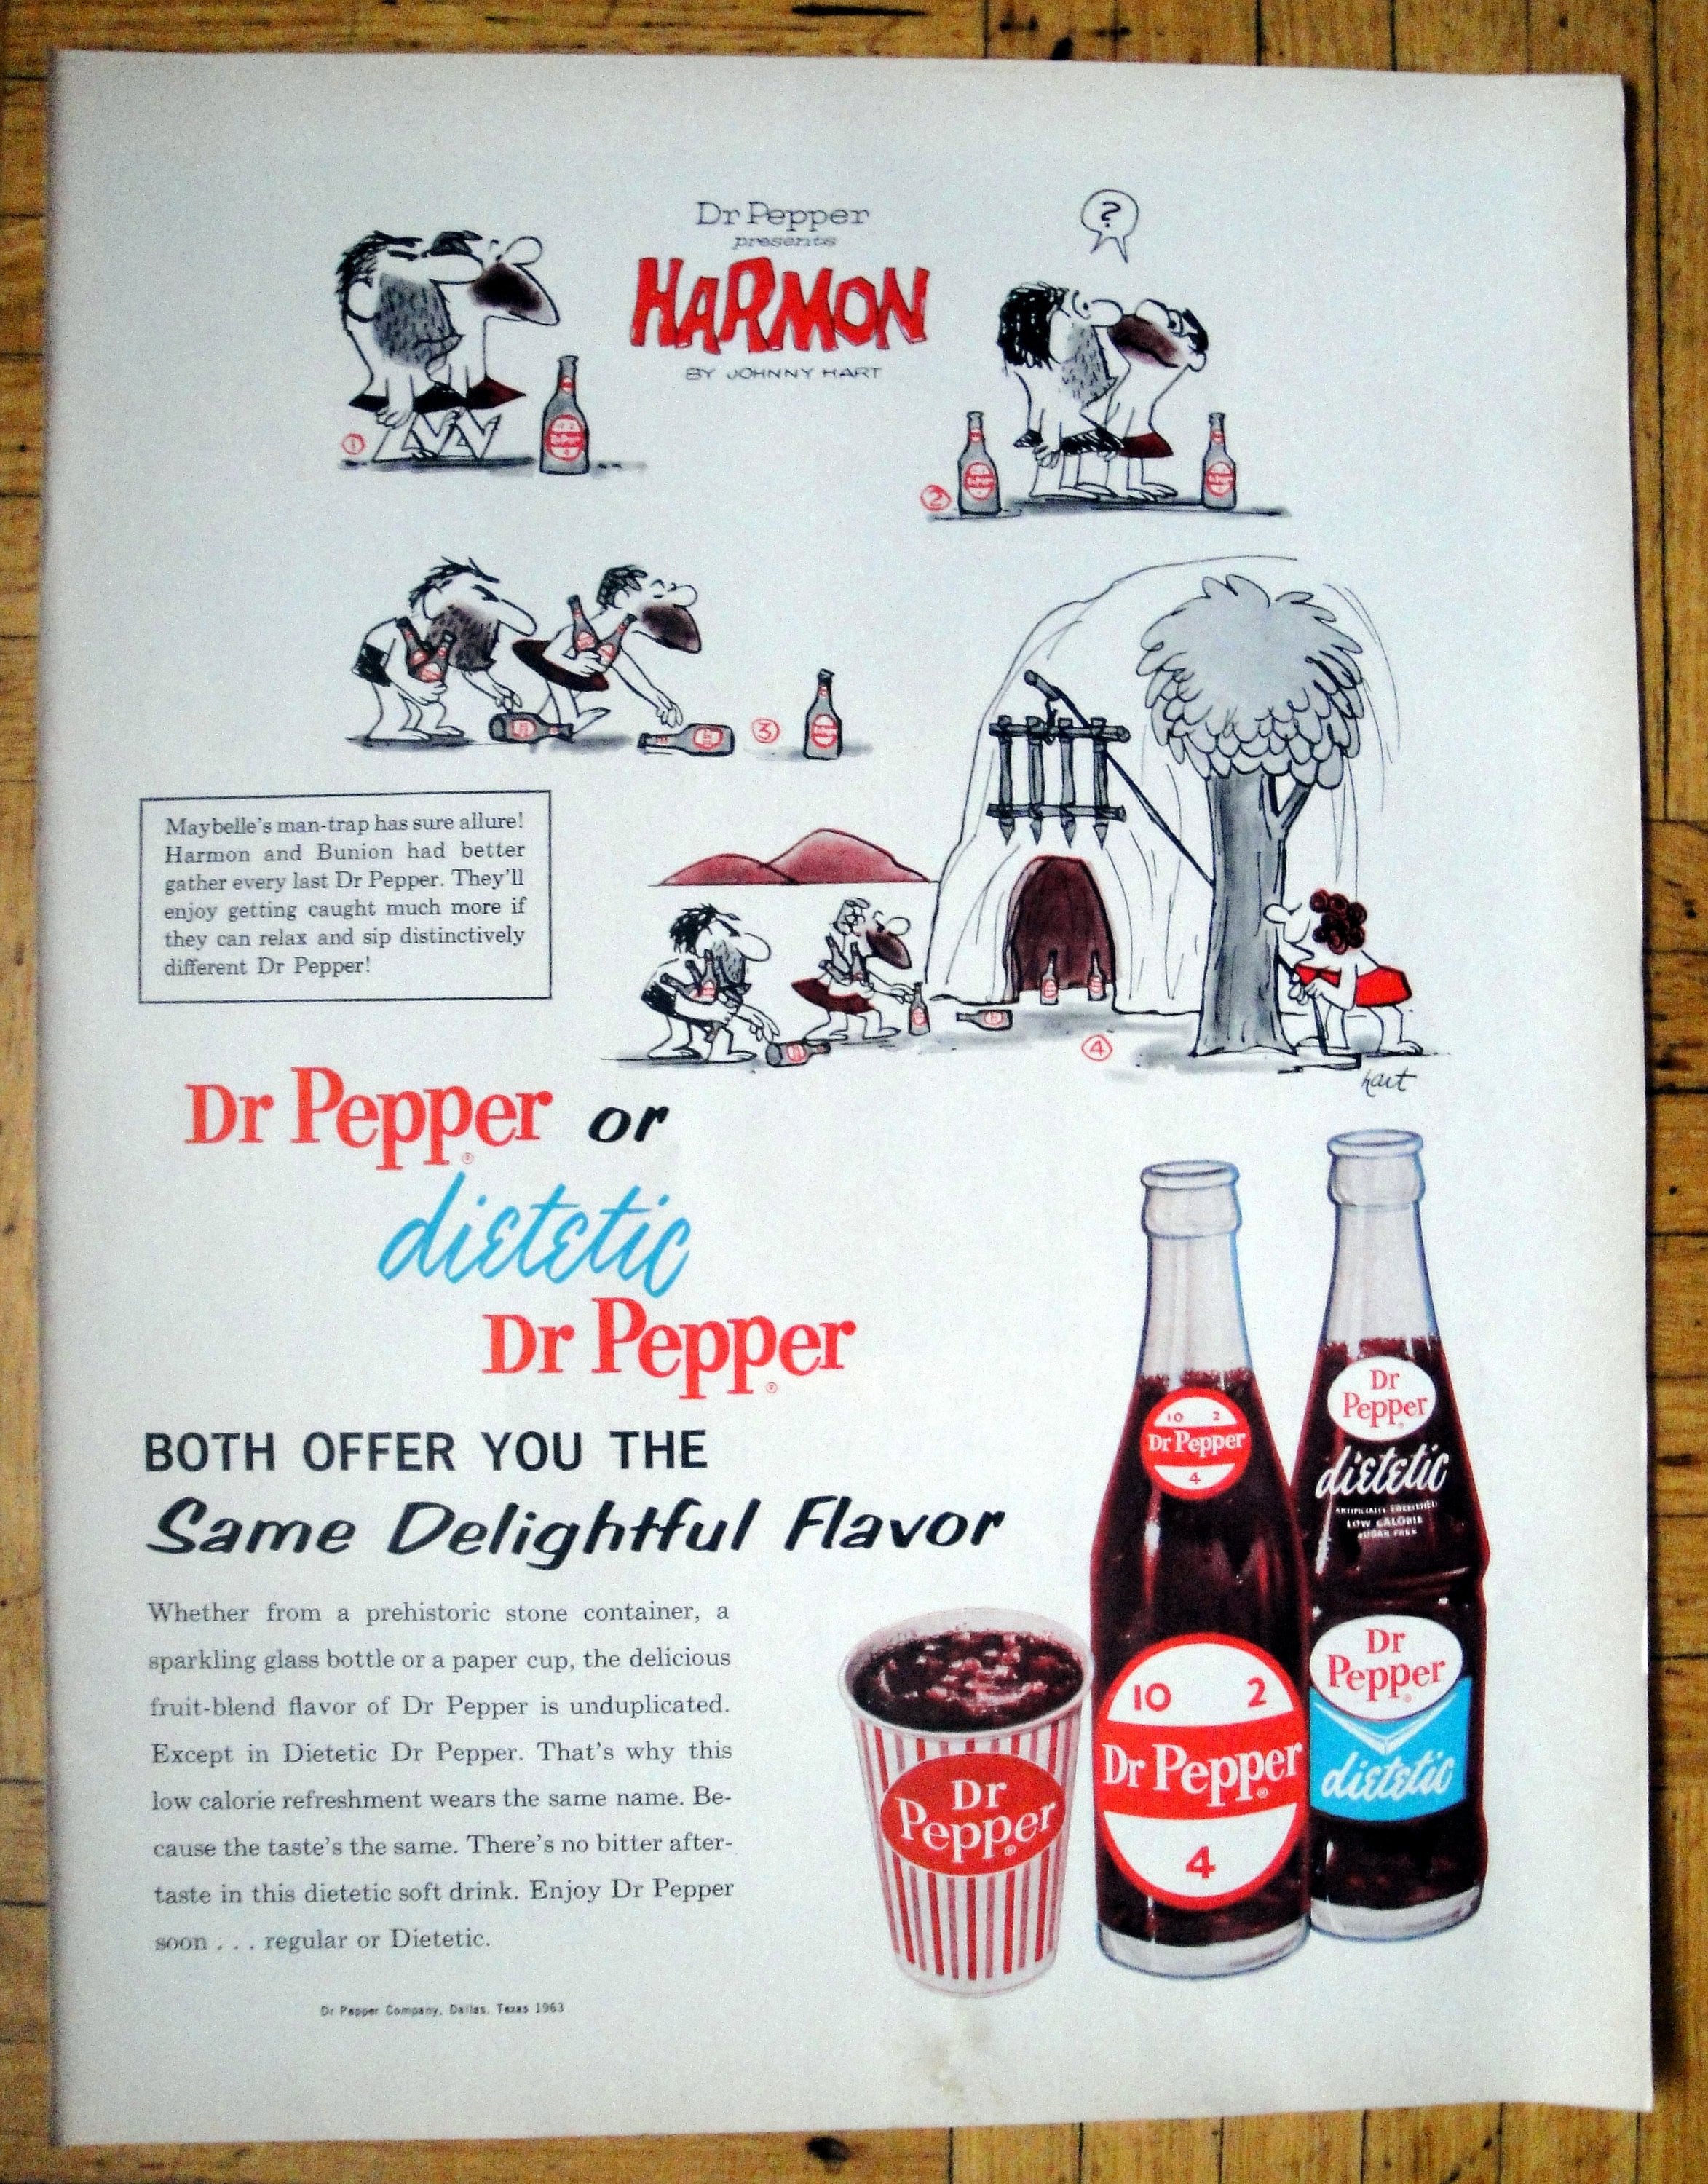 Dr Pepper
presents
HARMON
BY JOHNNY HART
?
1
2
3
Maybelle's man-trap has sure allure!
Harmon and Bunion had better
gather every last Dr Pepper. They'll
enjoy getting caught much more if
they can relax and sip distinctively
different Dr Pepper!
4
hart
Dr Pepper® or
dietetic
Dr Pepper®
BOTH OFFER YOU THE
Same Delightful Flavor
Whether from a prehistoric stone container, a
sparkling glass bottle or a paper cup, the delicious
fruit-blend flavor of Dr Pepper is unduplicated.
Except in Dietetic Dr Pepper. That's why this
low calorie refreshment wears the same name. Be-
cause the taste's the same. There's no bitter after-
taste in this dietetic soft drink. Enjoy Dr Pepper
soon . . . regular or Dietetic.
Dr Pepper Company, Dallas, Texas 1963
Dr
Pepper®
10 2
Dr Pepper
4
10 2
Dr Pepper®
4
Dr
Pepper
dietetic
ARTIFICIALLY SWEETENED
LOW CALORIE
SUGAR FREE
Dr
Pepper®
dietetic